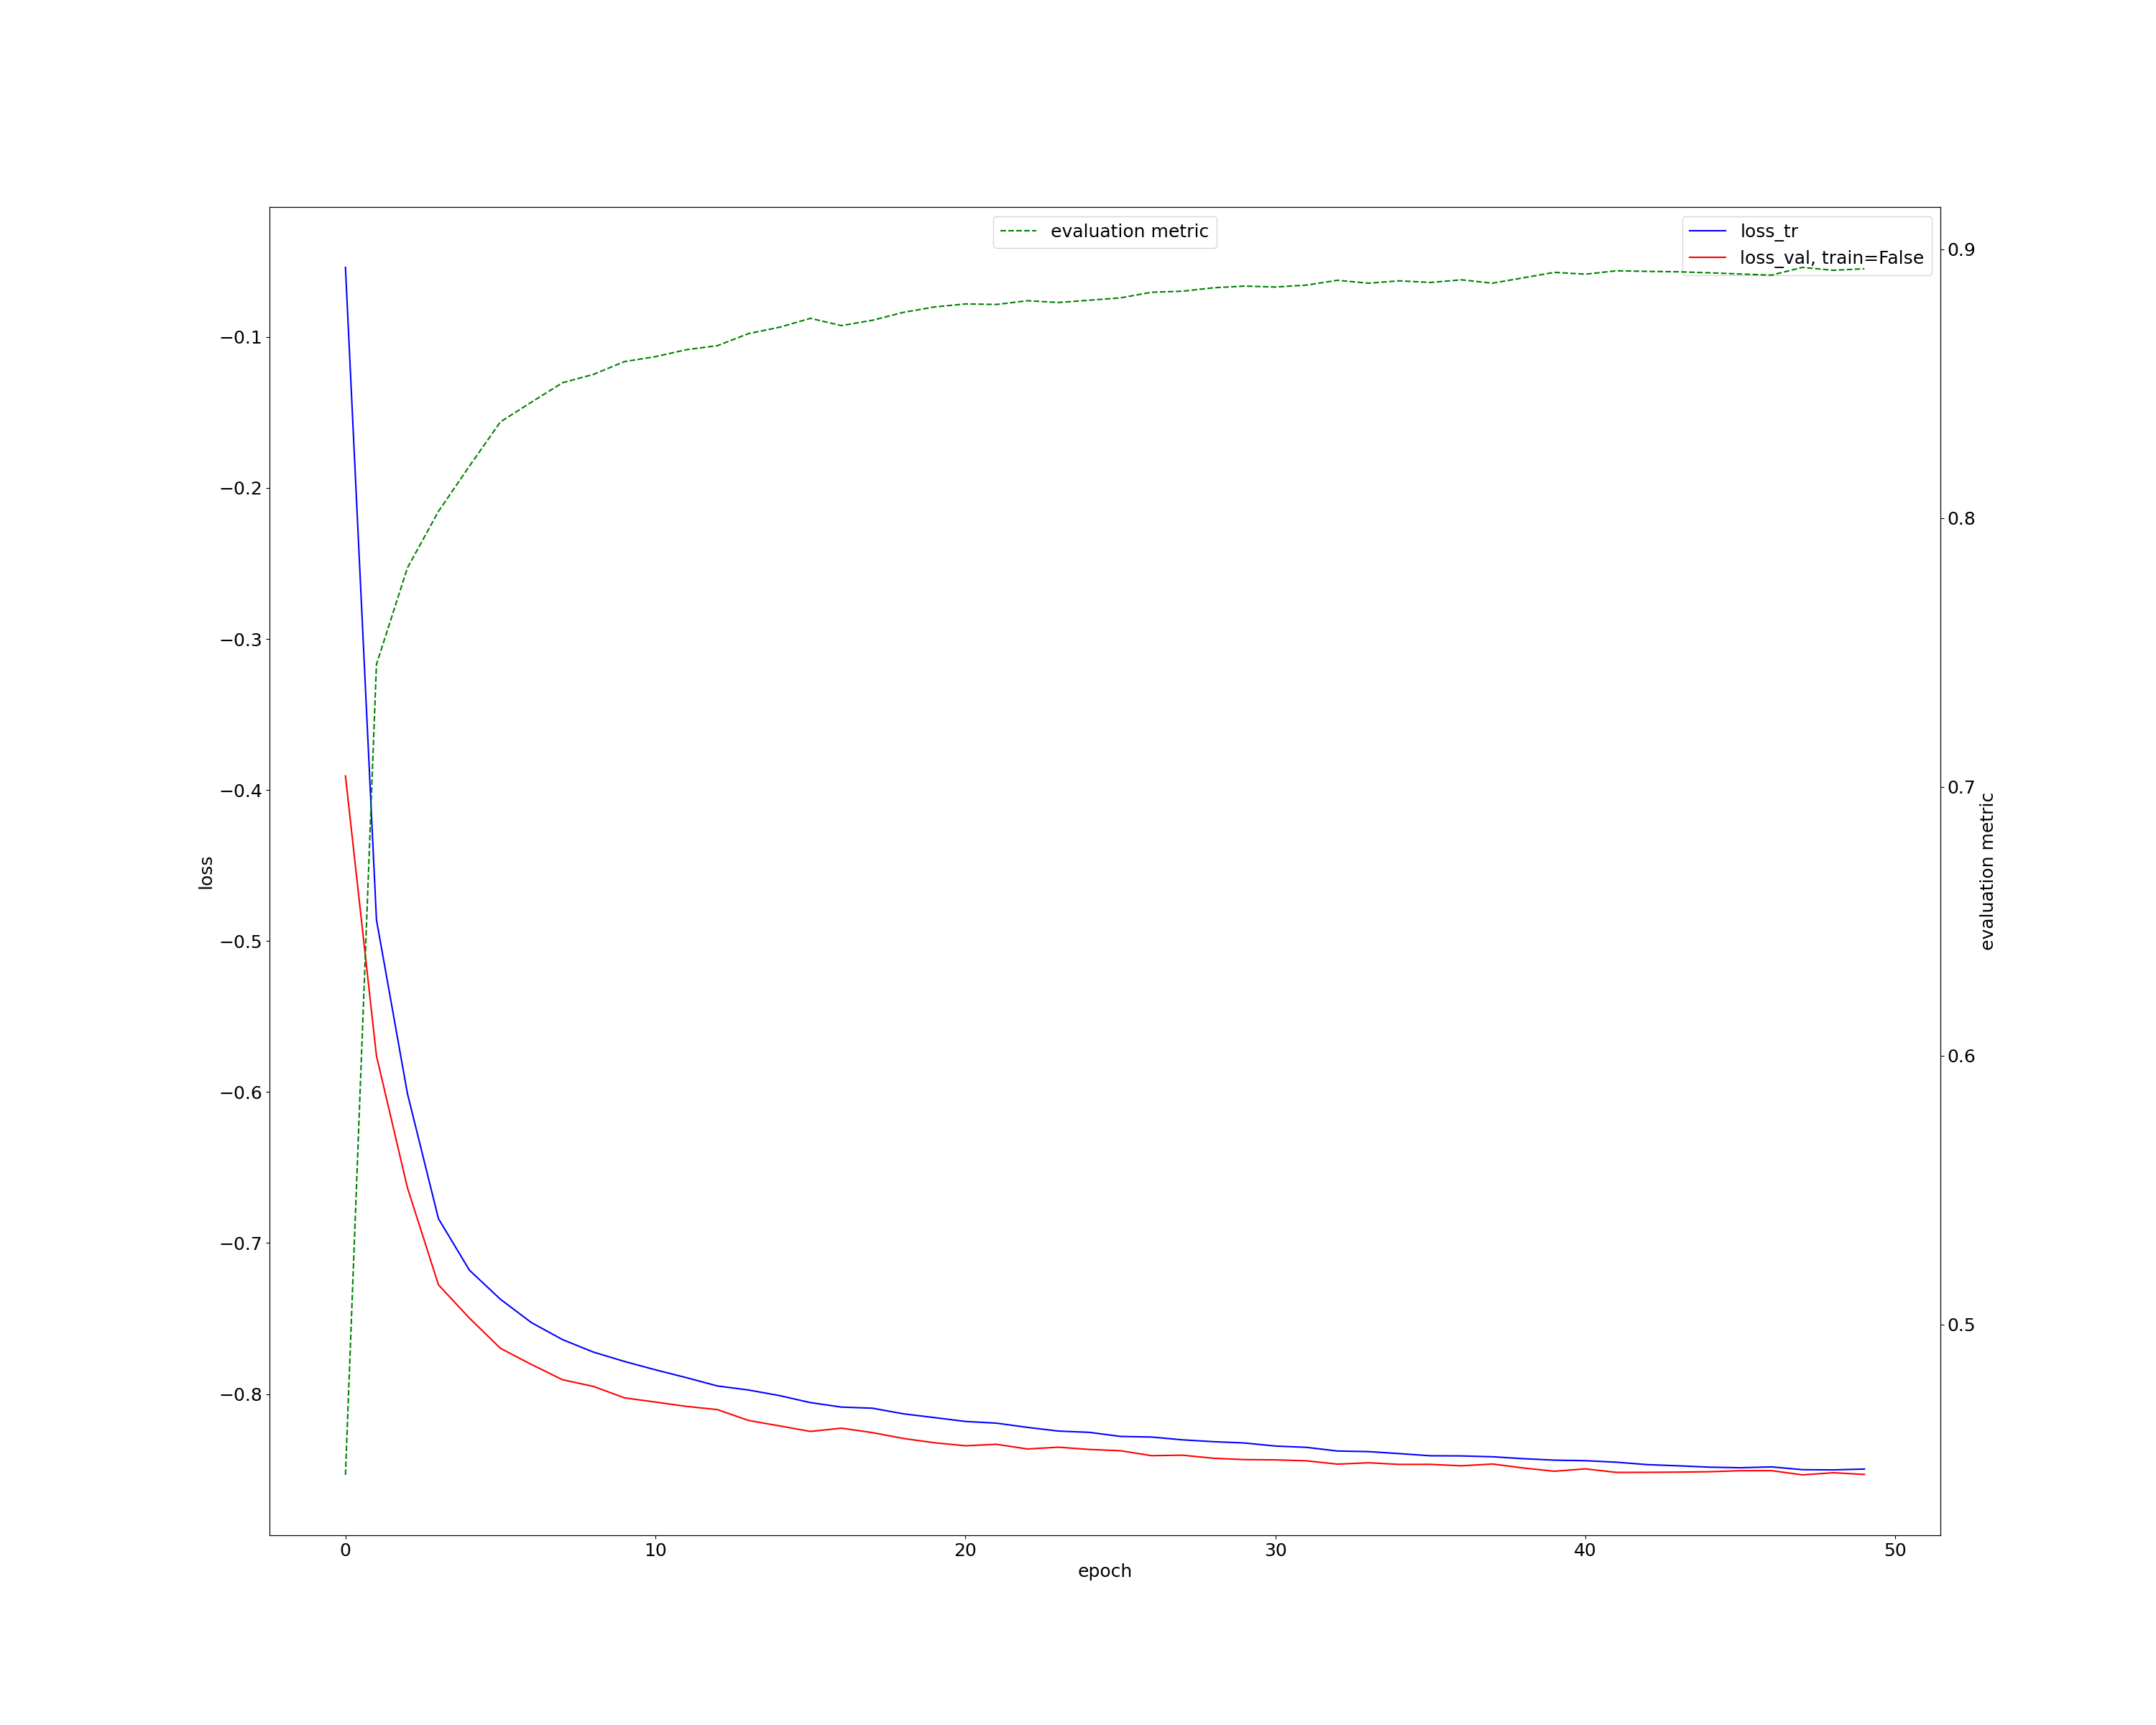 evaluation metric
loss_tr
loss_val, train=False
−0.1
−0.2
−0.3
−0.4
−0.5
−0.6
−0.7
−0.8
loss
0.9
0.8
0.7
0.6
0.5
evaluation metric
0 10 20 30 40 50
epoch